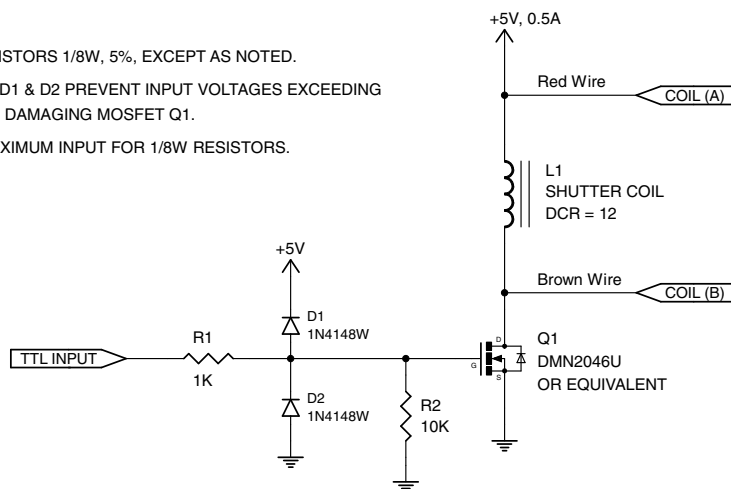 +5V, 0.5A
ISTORS 1/8W, 5%, EXCEPT AS NOTED.
D1 & D2 PREVENT INPUT VOLTAGES EXCEEDING
DAMAGING MOSFET Q1.
XIMUM INPUT FOR 1/8W RESISTORS.
Red Wire
COIL (A)
L1
SHUTTER COIL
DCR = 12
+5V
Brown Wire
COIL (B)
D1
1N4148W
R1
TTL INPUT
1K
D2
1N4148W
R2
10K
D
G
S
Q1
DMN2046U
OR EQUIVALENT